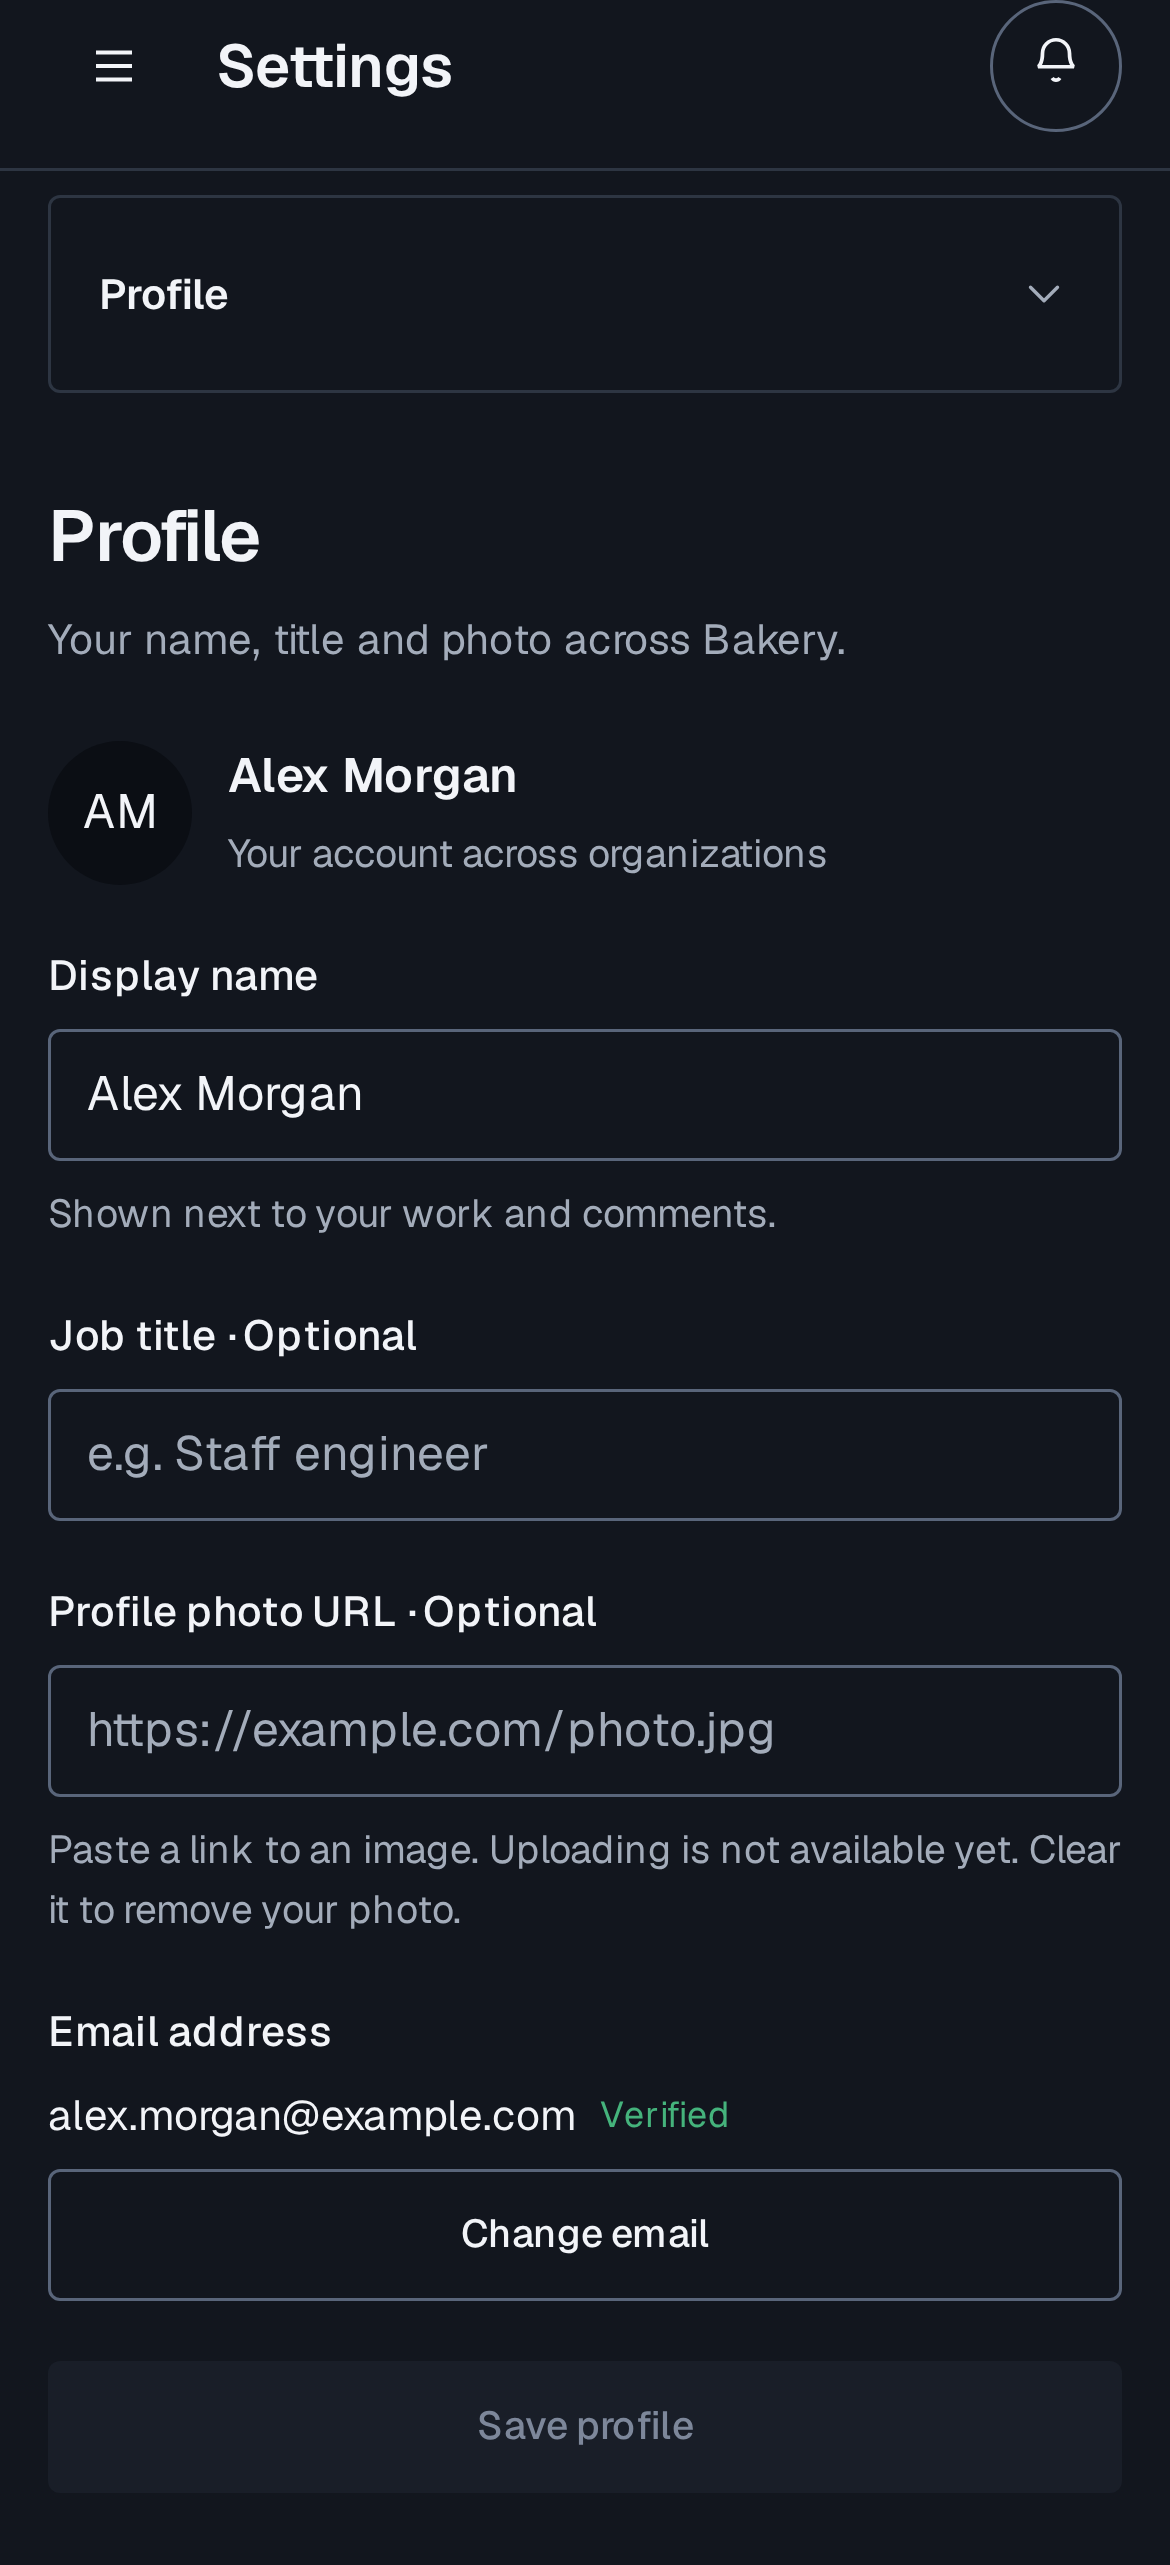 Settings
Profile
Profile
Your name, title and photo across Bakery.
AM
Alex Morgan
Your account across organizations
Display name
Alex Morgan
Shown next to your work and comments.
Job title · Optional
e.g. Staff engineer
Profile photo URL · Optional
https://example.com/photo.jpg
Paste a link to an image. Uploading is not available yet. Clear
it to remove your photo.
Email address
alex.morgan@example.com Verified
Change email
Save profile